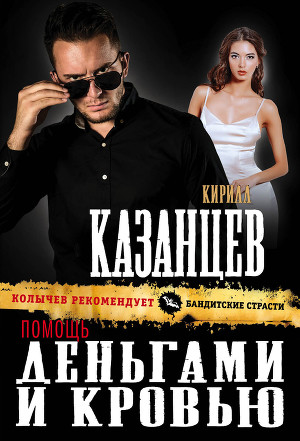 КИРИЛЛ
КАЗАНЦЕВ
КОЛЫЧЕВ РЕКОМЕНДУЕТ БАНДИТСКИЕ СТРАСТИ
ПОМОЩЬ
ДЕНЬГАМИ
И КРОВЬЮ